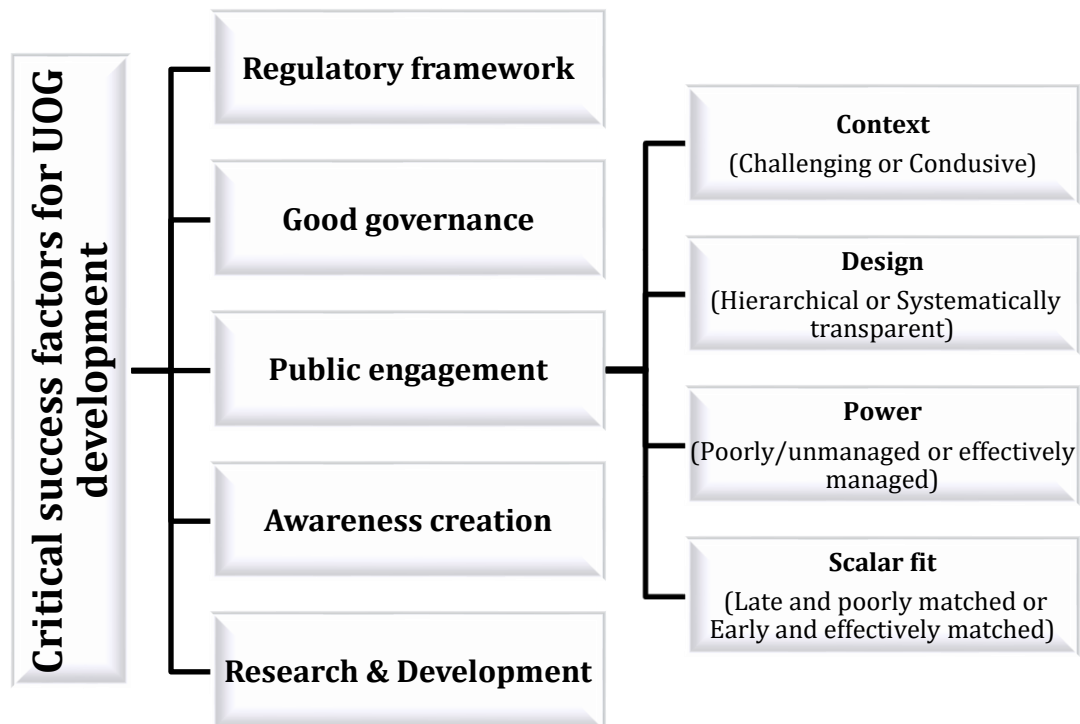 Critical success factors for UOG
development
Regulatory framework
Good governance
Public engagement
Awareness creation
Research & Development
Context
(Challenging or Condusive)
Design
(Hierarchical or Systematically
transparent)
Power
(Poorly/unmanaged or effectively
managed)
Scalar fit
(Late and poorly matched or
Early and effectively matched)